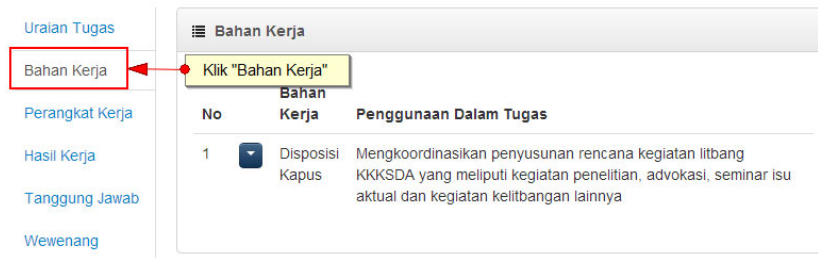 Uraian Tugas
Bahan Kerja
Perangkat Kerja
Hasil Kerja
Tanggung Jawab
Wewenang
Bahan Kerja
Klik "Bahan Kerja"
No
Bahan
Kerja
Penggunaan Dalam Tugas
1
Disposisi
Kapus
Mengkoordinasikan penyusunan rencana kegiatan litbang
KKKSDA yang meliputi kegiatan penelitian, advokasi, seminar isu
aktual dan kegiatan kelitbangan lainnya